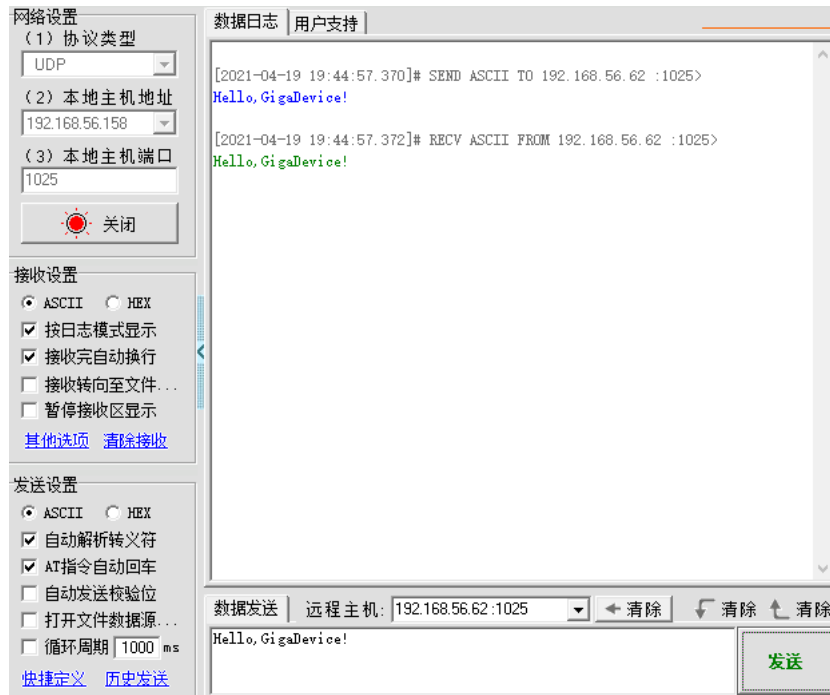 网络设置
（1）协议类型
UDP
（2）本地主机地址
192.168.56.158
（3）本地主机端口
1025
关闭
接收设置
ASCII HEX
按日志模式显示
接收完自动换行
接收转向至文件...
暂停接收区显示
其他选项 清除接收
发送设置
ASCII HEX
自动解析转义符
AT指令自动回车
自动发送校验位
打开文件数据源...
循环周期 1000 ms
快捷定义 历史发送
数据日志 用户支持
[2021-04-19 19:44:57.370]# SEND ASCII TO 192.168.56.62 :1025>
Hello,GigaDevice!
[2021-04-19 19:44:57.372]# RECV ASCII FROM 192.168.56.62 :1025>
Hello,GigaDevice!
数据发送 远程主机: 192.168.56.62:1025 清除 清除 清除
Hello,GigaDevice!
发送